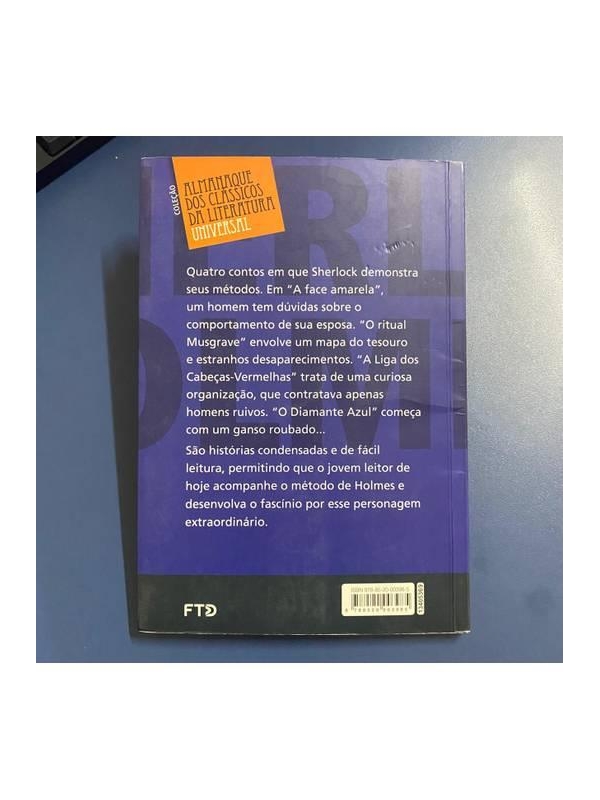 COLEÇÃO
ALMANAQUE
DOS CLÁSSICOS
DA LITERATURA
UNIVERSAL
Quatro contos em que Sherlock demonstra
seus métodos. Em “A face amarela”,
um homem tem dúvidas sobre o
comportamento de sua esposa. “O ritual
Musgrave” envolve um mapa do tesouro
e estranhos desaparecimentos. “A Liga dos
Cabeças-Vermelhas” trata de uma curiosa
organização, que contratava apenas
homens ruivos. “O Diamante Azul” começa
com um ganso roubado...
São histórias condensadas e de fácil
leitura, permitindo que o jovem leitor de
hoje acompanhe o método de Holmes e
desenvolva o fascínio por esse personagem
extraordinário.
FTD
ISBN